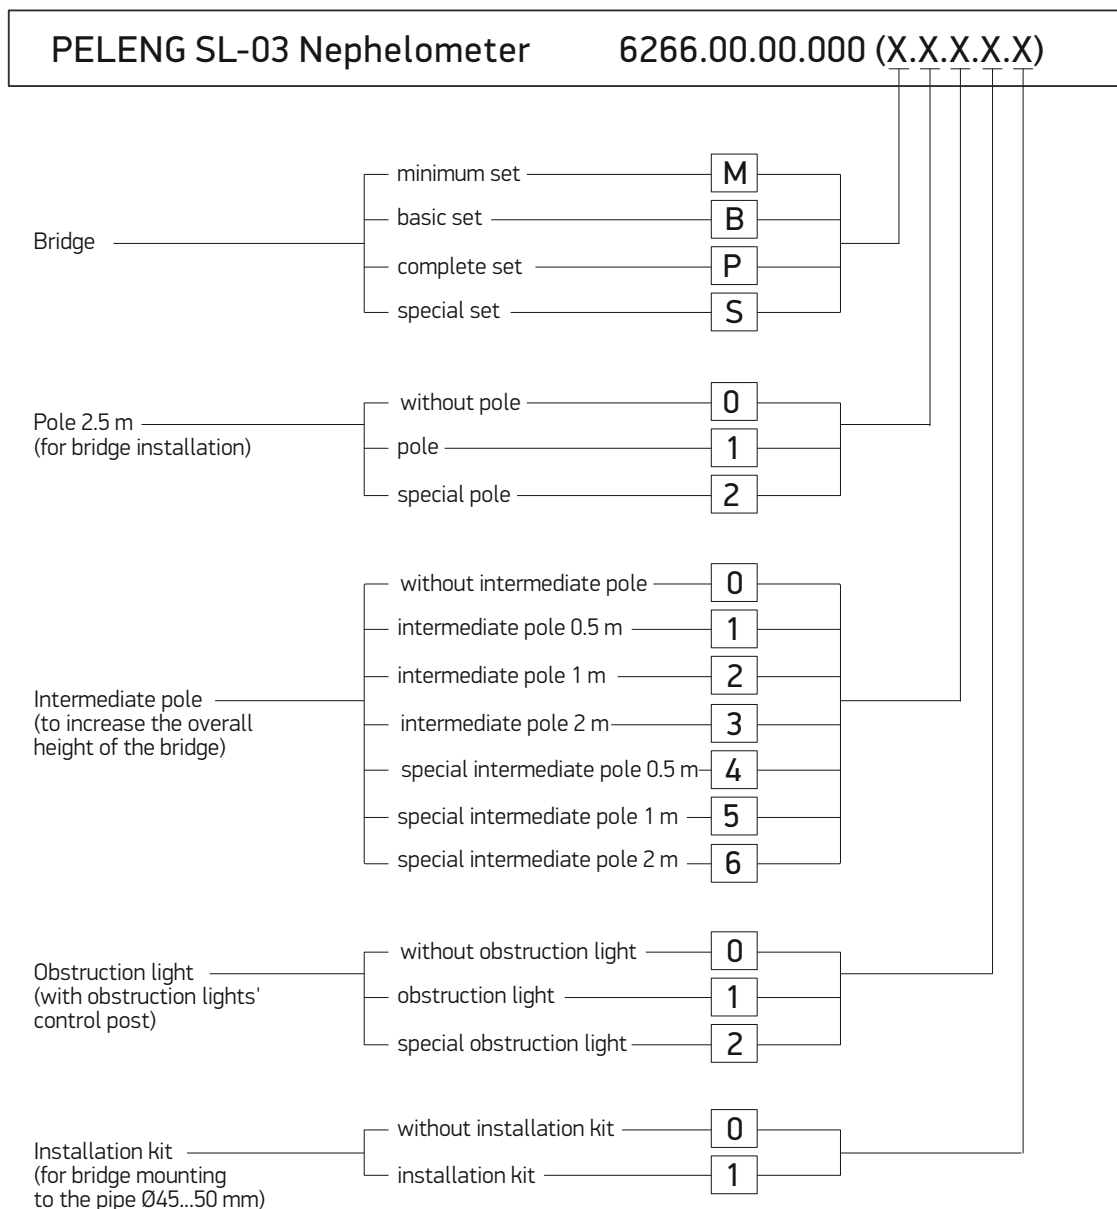 PELENG SL-03 Nephelometer 6266.00.00.000 (X.X.X.X.X)
Bridge
minimum set M
basic set B
complete set P
special set S
Pole 2.5 m
(for bridge installation)
without pole 0
pole 1
special pole 2
Intermediate pole
(to increase the overall
height of the bridge)
without intermediate pole 0
intermediate pole 0.5 m 1
intermediate pole 1 m 2
intermediate pole 2 m 3
special intermediate pole 0.5 m 4
special intermediate pole 1 m 5
special intermediate pole 2 m 6
Obstruction light
(with obstruction lights'
control post)
without obstruction light 0
obstruction light 1
special obstruction light 2
Installation kit
(for bridge mounting
to the pipe Ø45...50 mm)
without installation kit 0
installation kit 1